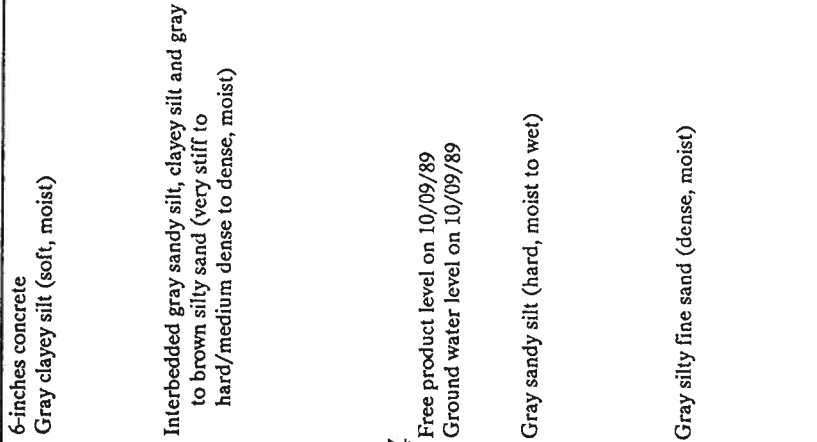 6-inches concrete
Gray clayey silt (soft, moist)
Interbedded gray sandy silt, clayey silt and gray
to brown silty sand (very stiff to
hard/medium dense to dense, moist)
Free product level on 10/09/89
Ground water level on 10/09/89
Gray sandy silt (hard, moist to wet)
Gray silty fine sand (dense, moist)